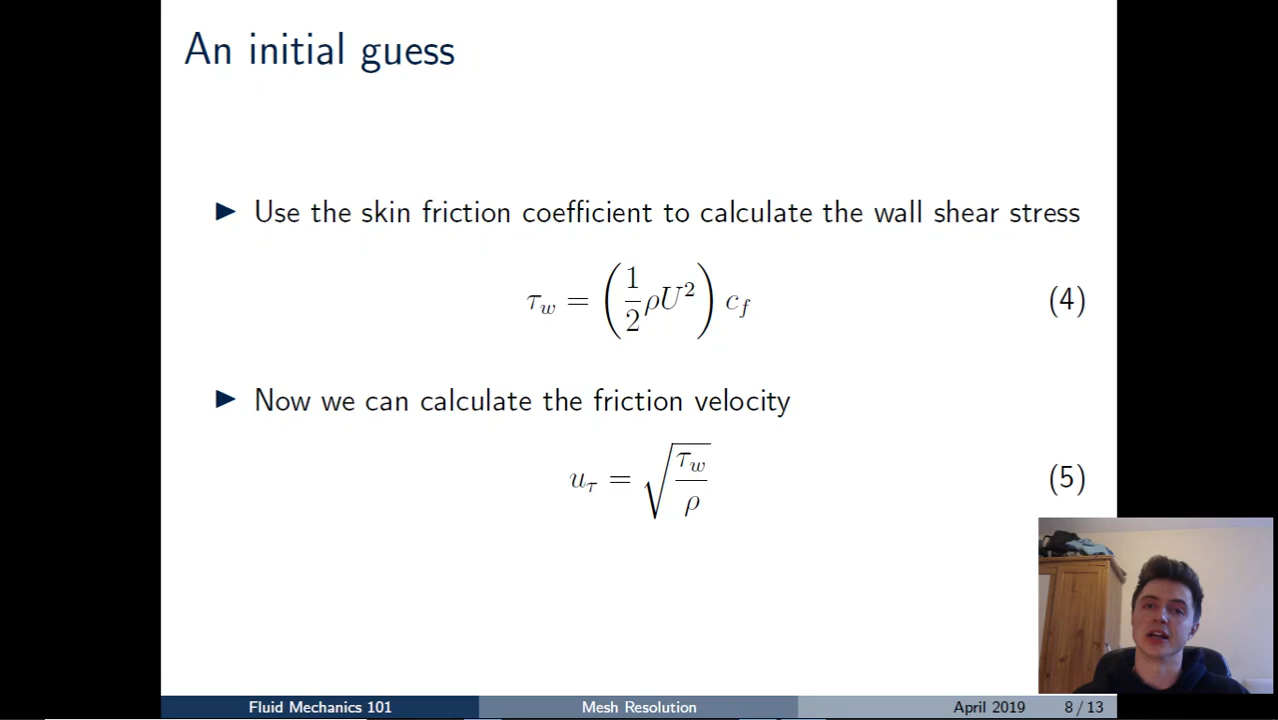 An initial guess
Use the skin friction coefficient to calculate the wall shear stress
τ_w = (1/2 ρU²) c_f (4)
Now we can calculate the friction velocity
u_τ = √(τ_w/ρ) (5)
Fluid Mechanics 101 Mesh Resolution April 2019 8 / 13